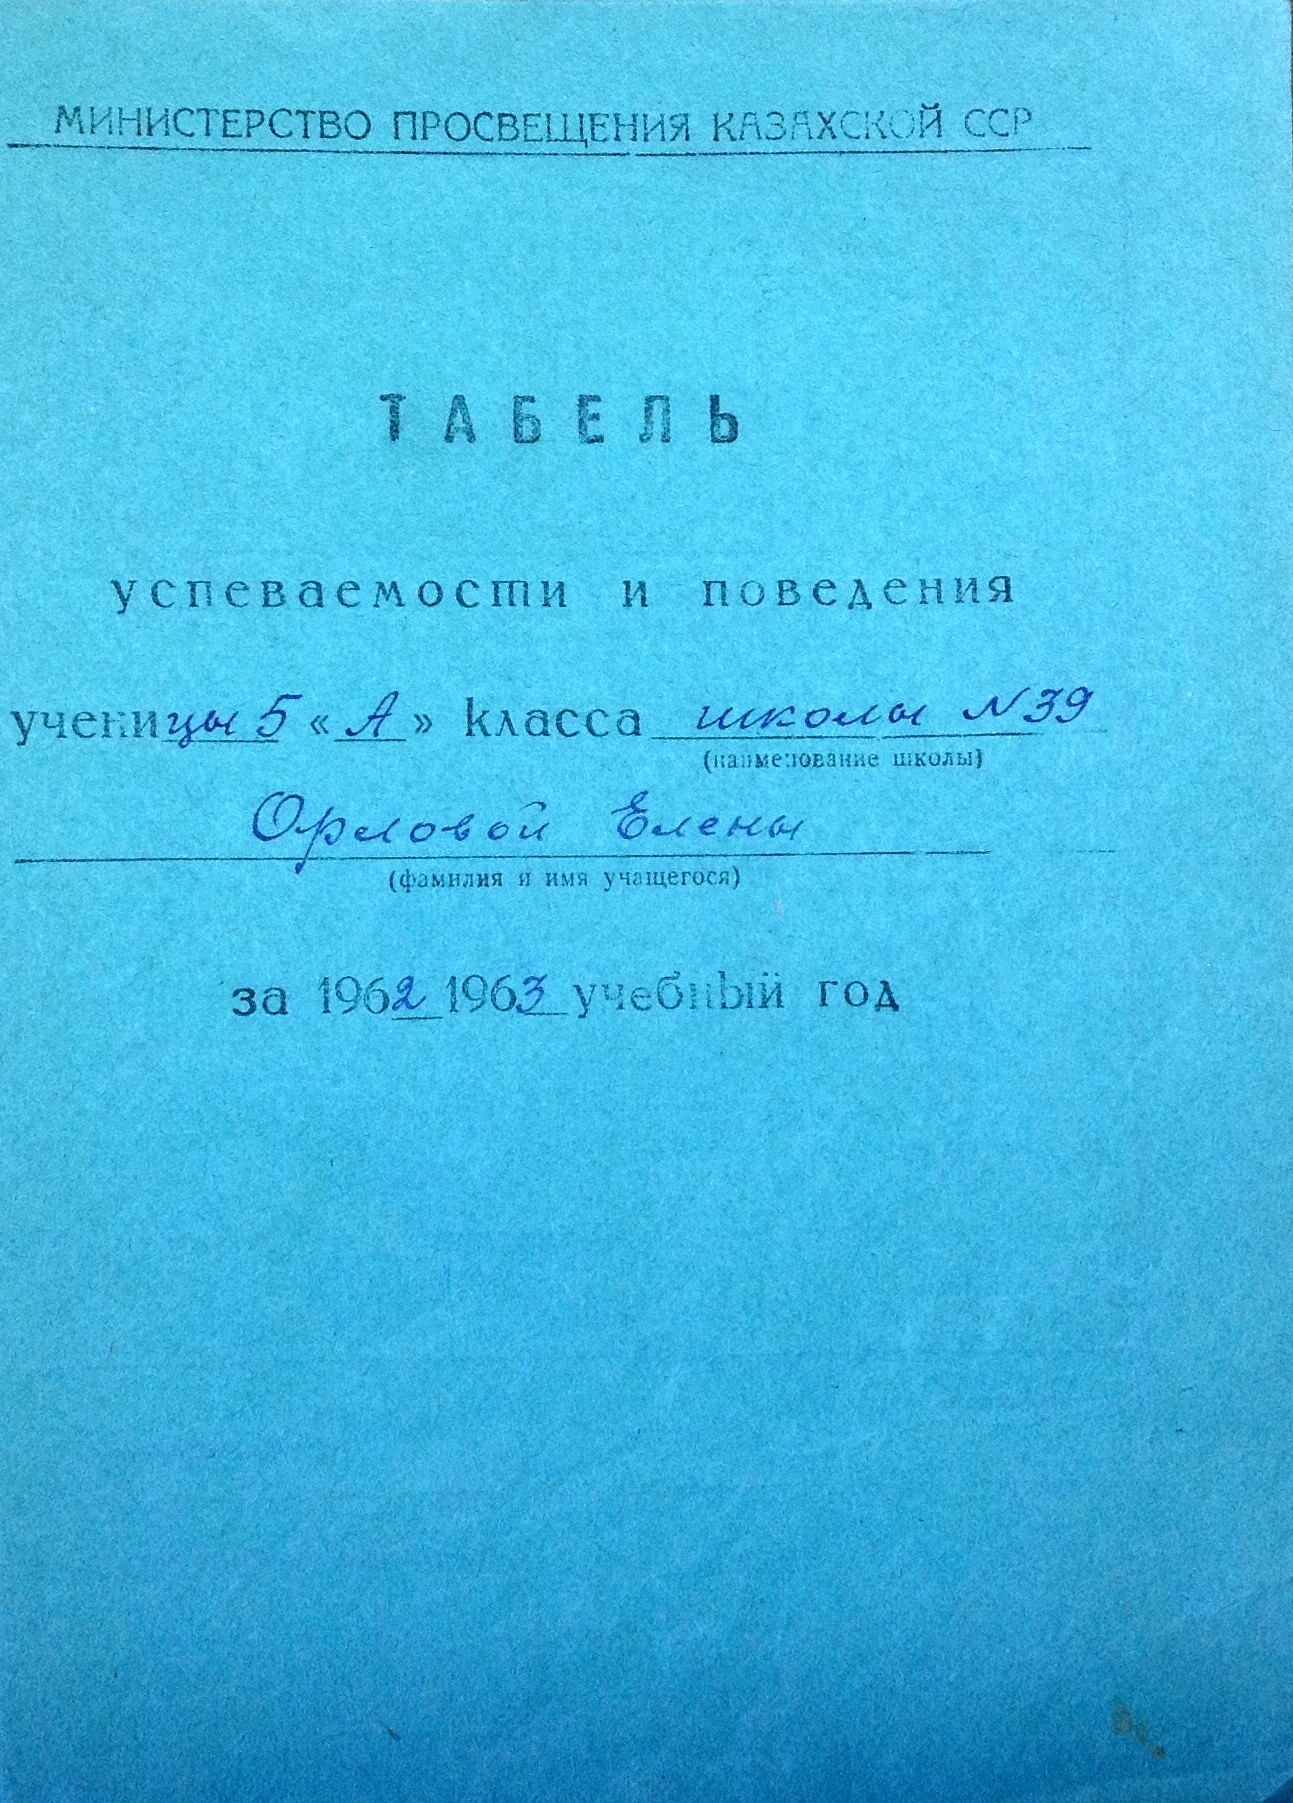 МИНИСТЕРСТВО ПРОСВЕЩЕНИЯ КАЗАХСКОЙ ССР
ТАБЕЛЬ
успеваемости и поведения
ученицы 5 «А» класса школы N 39
(наименование школы)
Орловой Елены
(фамилия и имя учащегося)
за 1962 1963 учебный год